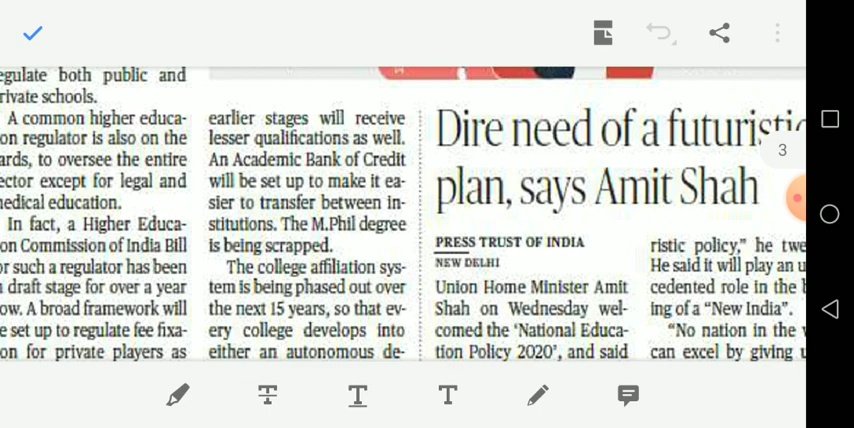 egulate both public and
rivate schools.
A common higher educa-
on regulator is also on the
ards, to oversee the entire
ector except for legal and
nedical education.
In fact, a Higher Educa-
on Commission of India Bill
or such a regulator has been
draft stage for over a year
ow. A broad framework will
e set up to regulate fee fixa-
on for private players as
earlier stages will receive
lesser qualifications as well.
An Academic Bank of Credit
will be set up to make it ea-
sier to transfer between in-
stitutions. The M.Phil degree
is being scrapped.
The college affiliation sys-
tem is being phased out over
the next 15 years, so that ev-
ery college develops into
either an autonomous de-
Dire need of a futuristic
plan, says Amit Shah
PRESS TRUST OF INDIA
NEW DELHI
Union Home Minister Amit
Shah on Wednesday wel-
comed the ‘National Educa-
tion Policy 2020’, and said
ristic policy,” he twe
He said it will play an u
cedented role in the b
ing of a “New India”.
“No nation in the w
can excel by giving u
3